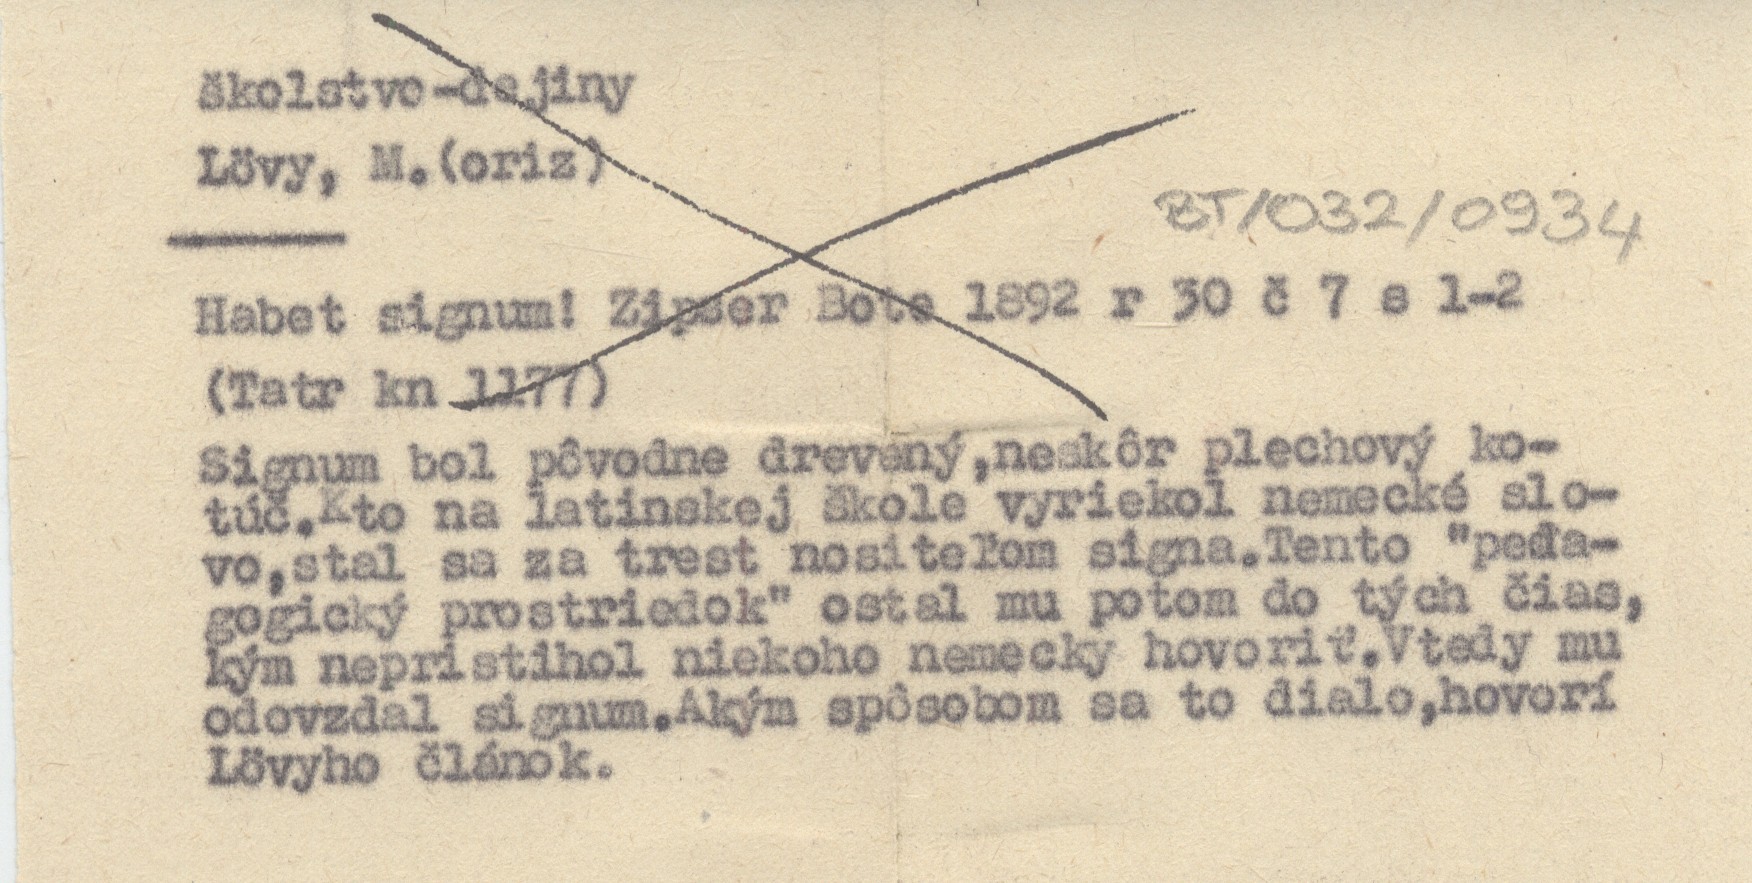 školstvo-dejiny
Lövy, M.(oriz)
BT/032/0934
Habet signum! Zipser Bote 1892 r 30 č 7 s 1-2
(Tatr kn 1177)
Signum bol pôvodne drevený,neskôr plechový ko-
túč.Kto na latinskej škole vyriekol nemecké slo-
vo,stal sa za trest nositeľom signa.Tento "peda-
gogický prostriedok" ostal mu potom do tých čias,
kým nepristihol niekoho nemecky hovoriť.Vtedy mu
odovzdal signum.Akým spôsobom sa to dialo,hovorí
Lövyho článok.